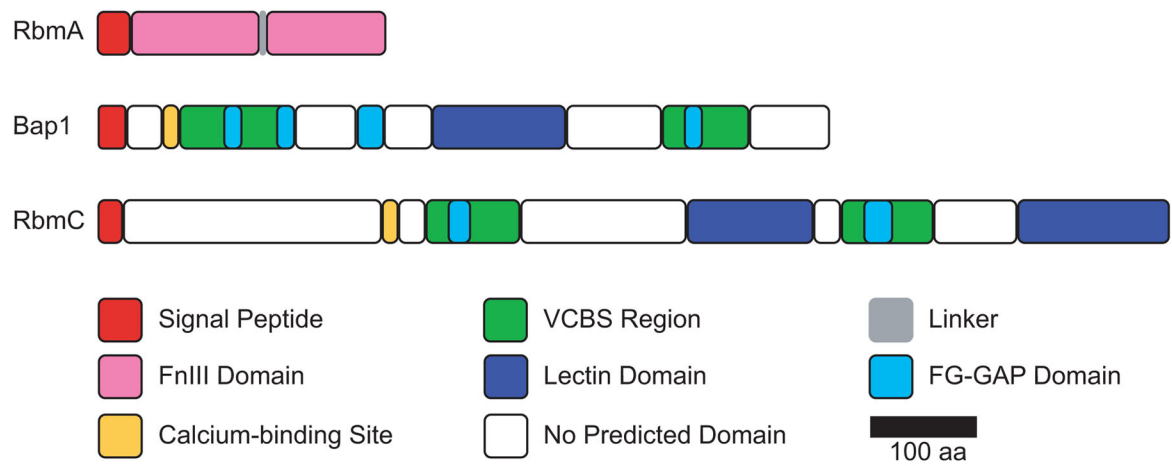 RbmA
Bap1
RbmC
Signal Peptide
VCBS Region
Linker
FnIII Domain
Lectin Domain
FG-GAP Domain
Calcium-binding Site
No Predicted Domain
100 aa